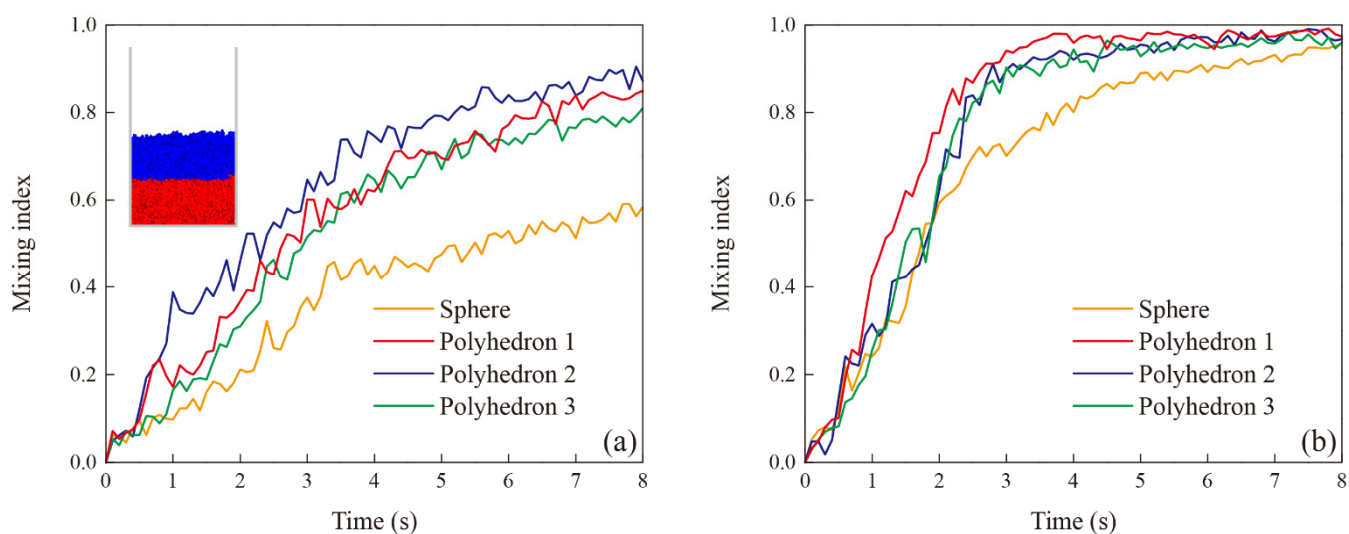 1.0
0.8
0.6
0.4
0.2
0.0
Mixing index
0 1 2 3 4 5 6 7 8
Time (s)
Sphere
Polyhedron 1
Polyhedron 2
Polyhedron 3
(a)
1.0
0.8
0.6
0.4
0.2
0.0
Mixing index
0 1 2 3 4 5 6 7 8
Time (s)
Sphere
Polyhedron 1
Polyhedron 2
Polyhedron 3
(b)